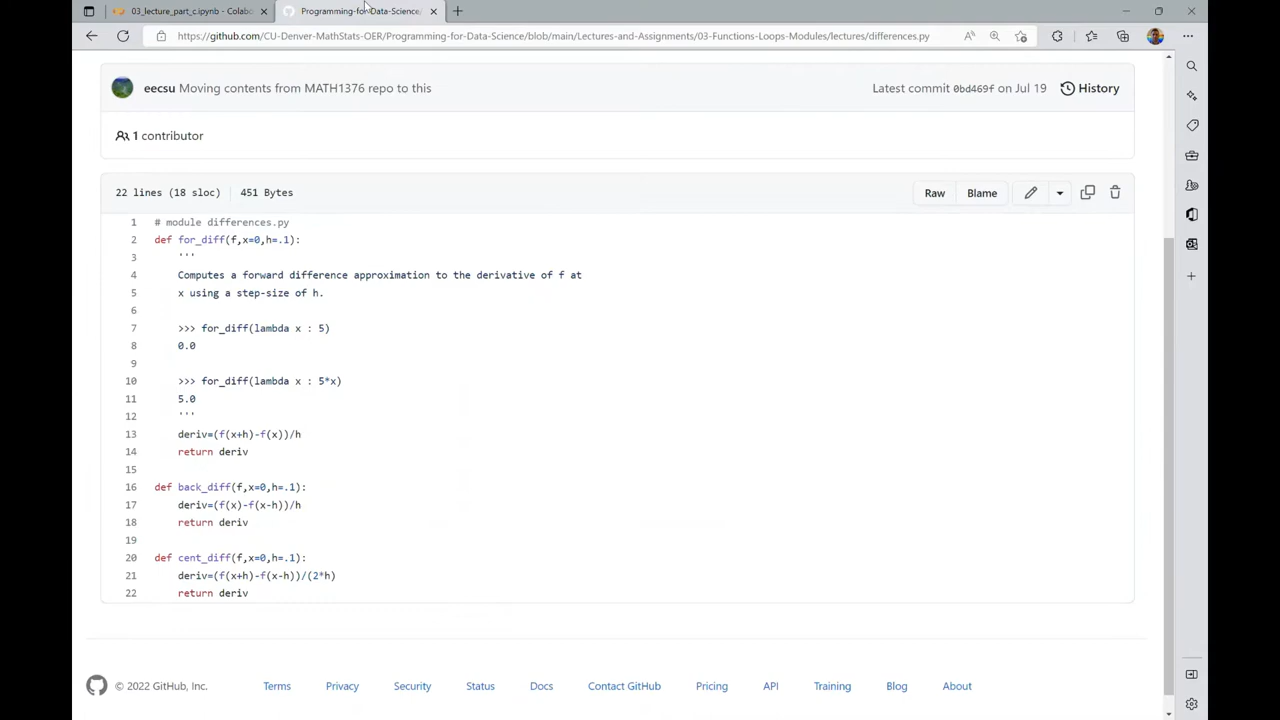 03_lecture_part_c.ipynb - Colabo
Programming-for-Data-Science/
https://github.com/CU-Denver-MathStats-OER/Programming-for-Data-Science/blob/main/Lectures-and-Assignments/03-Functions-Loops-Modules/lectures/differences.py
eecsu Moving contents from MATH1376 repo to this
Latest commit 0bd469f on Jul 19 History
1 contributor
22 lines (18 sloc) 451 Bytes
Raw Blame
1 # module differences.py
2 def for_diff(f,x=0,h=.1):
3 '''
4 Computes a forward difference approximation to the derivative of f at
5 x using a step-size of h.
6
7 >>> for_diff(lambda x : 5)
8 0.0
9
10 >>> for_diff(lambda x : 5*x)
11 5.0
12 '''
13 deriv=(f(x+h)-f(x))/h
14 return deriv
15
16 def back_diff(f,x=0,h=.1):
17 deriv=(f(x)-f(x-h))/h
18 return deriv
19
20 def cent_diff(f,x=0,h=.1):
21 deriv=(f(x+h)-f(x-h))/(2*h)
22 return deriv
© 2022 GitHub, Inc. Terms Privacy Security Status Docs Contact GitHub Pricing API Training Blog About